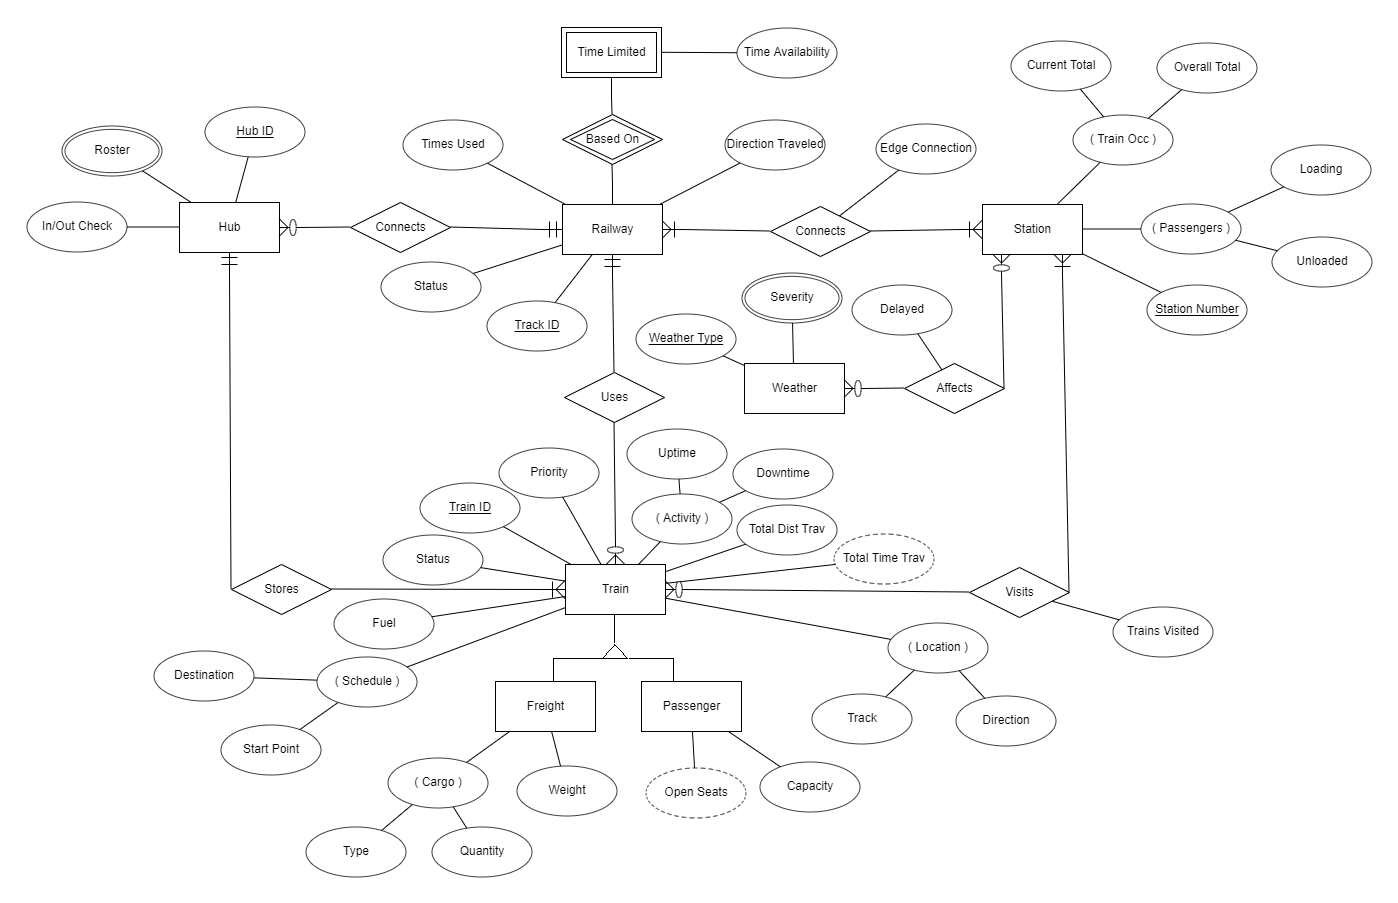 Time Limited
Time Availability
Current Total
Overall Total
Roster
Hub ID
Times Used
Based On
Direction Traveled
Edge Connection
( Train Occ )
Loading
In/Out Check
Hub
Connects
Railway
Connects
Station
( Passengers )
Unloaded
Status
Track ID
Severity
Delayed
Station Number
Weather Type
Weather
Affects
Uses
Uptime
Priority
Downtime
Train ID
( Activity )
Total Dist Trav
Status
Total Time Trav
Stores
Train
Visits
Fuel
Trains Visited
( Location )
Destination
( Schedule )
Freight
Passenger
Track
Direction
Start Point
( Cargo )
Weight
Open Seats
Capacity
Type
Quantity